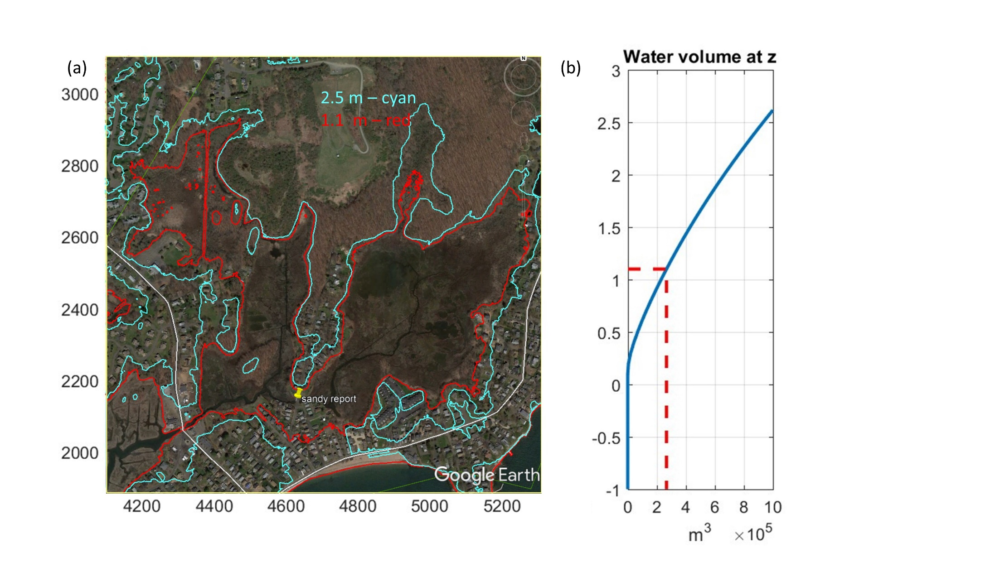 (a)
3000
2800
2600
2400
2200
2000
4200 4400 4600 4800 5000 5200
N
2.5 m – cyan
1.1 m – red
sandy report
Google Earth
(b)
Water volume at z
3
2.5
2
1.5
1
0.5
0
-0.5
-1
0 2 4 6 8 10
m³ ×10⁵